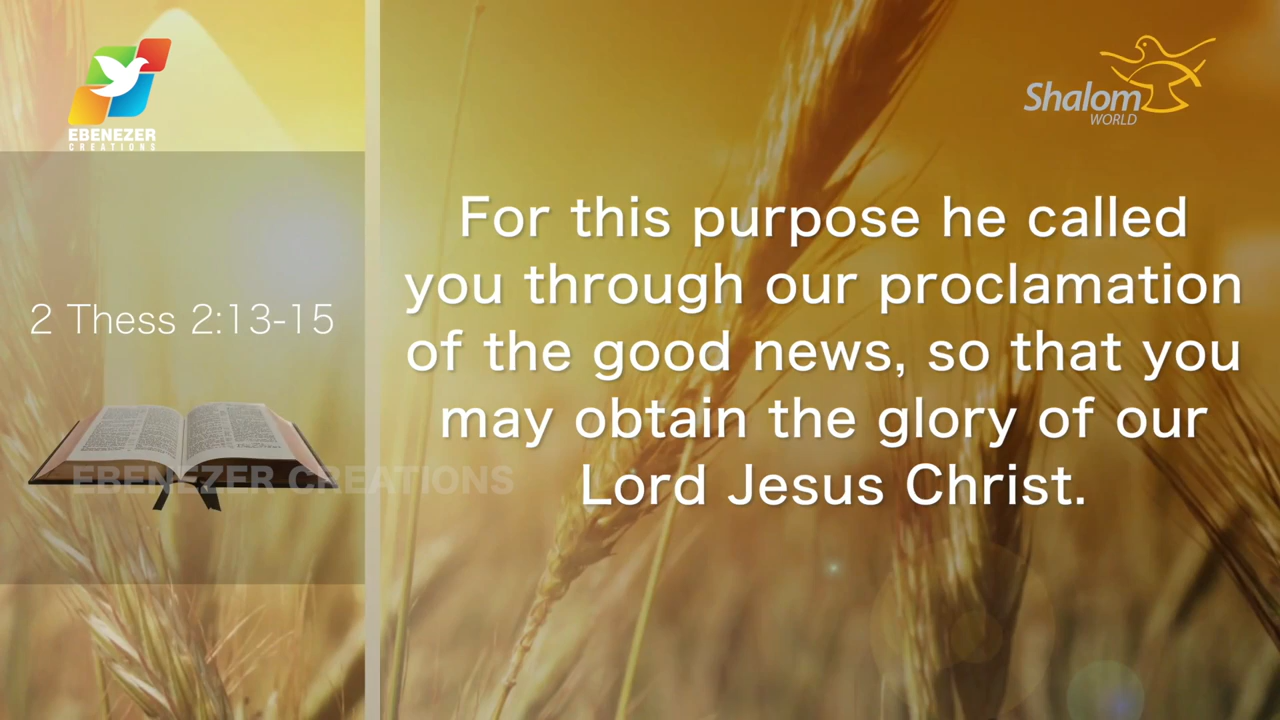 EBENEZER
CREATIONS
Shalom
WORLD
2 Thess 2:13-15
For this purpose he called
you through our proclamation
of the good news, so that you
may obtain the glory of our
Lord Jesus Christ.
EBENEZER CREATIONS